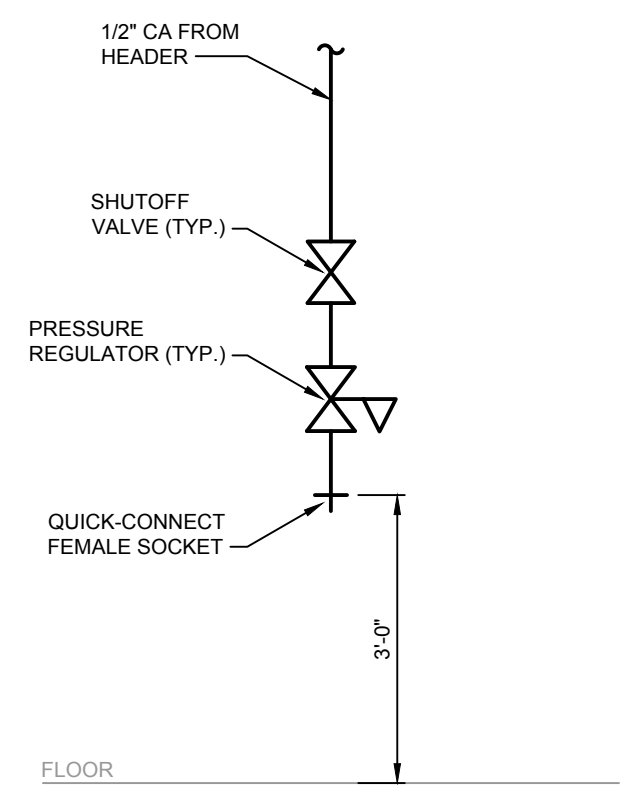 1/2" CA FROM
HEADER
SHUTOFF
VALVE (TYP.)
PRESSURE
REGULATOR (TYP.)
QUICK-CONNECT
FEMALE SOCKET
3'-0"
FLOOR